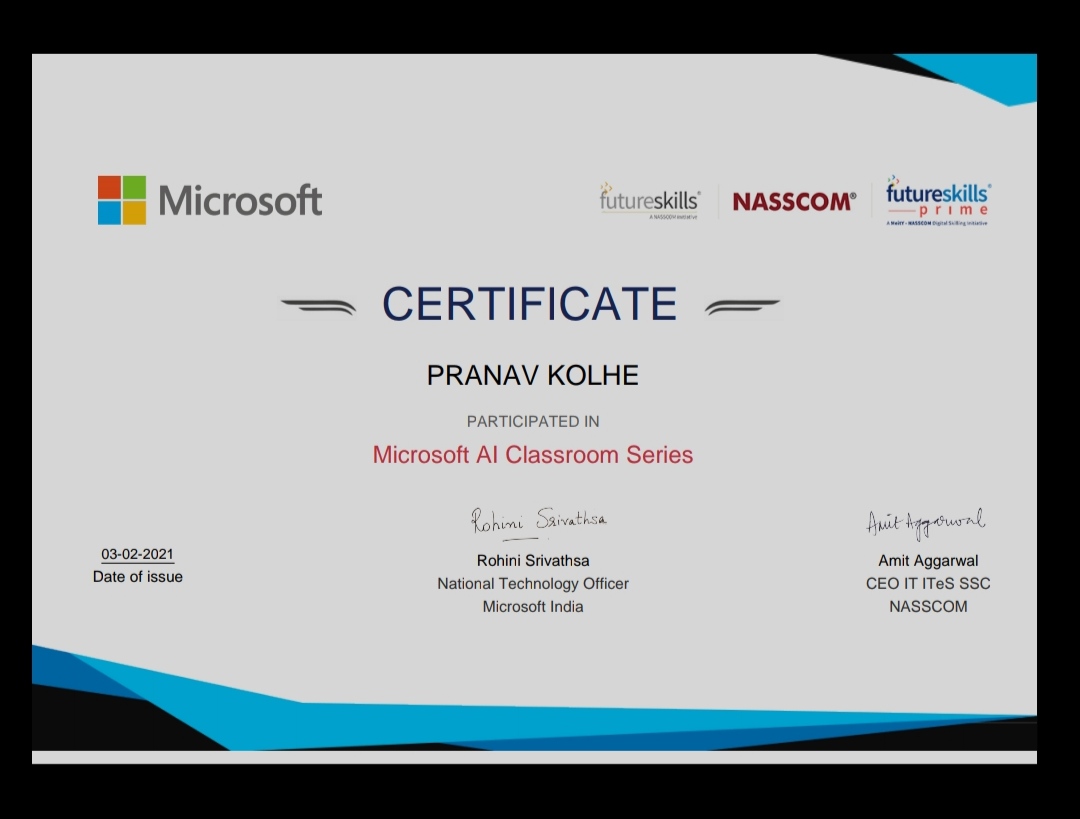 Microsoft
futureskills®
A NASSCOM Initiative
NASSCOM®
futureskills®
prime
A MeitY - NASSCOM Digital Skilling Initiative
CERTIFICATE
PRANAV KOLHE
PARTICIPATED IN
Microsoft AI Classroom Series
Rohini Srivathsa
Amit Aggarwal
03-02-2021
Date of issue
Rohini Srivathsa
National Technology Officer
Microsoft India
Amit Aggarwal
CEO IT ITeS SSC
NASSCOM